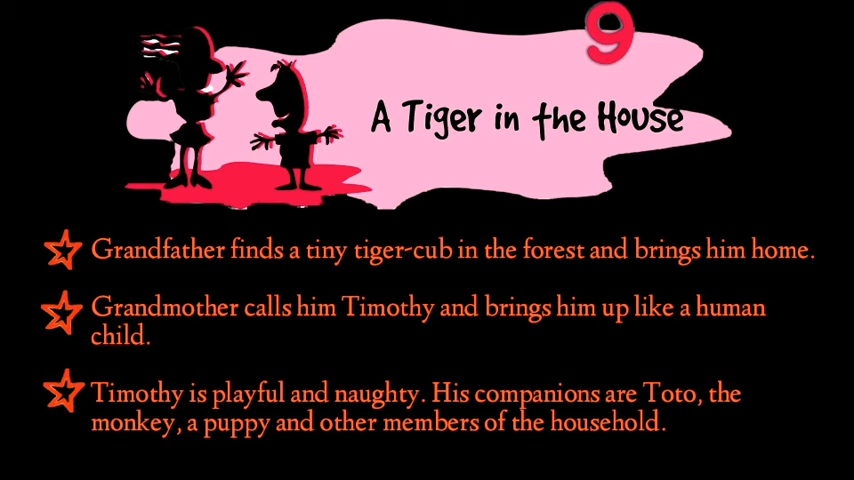 9
A Tiger in the House
Grandfather finds a tiny tiger-cub in the forest and brings him home.
Grandmother calls him Timothy and brings him up like a human
child.
Timothy is playful and naughty. His companions are Toto, the
monkey, a puppy and other members of the household.